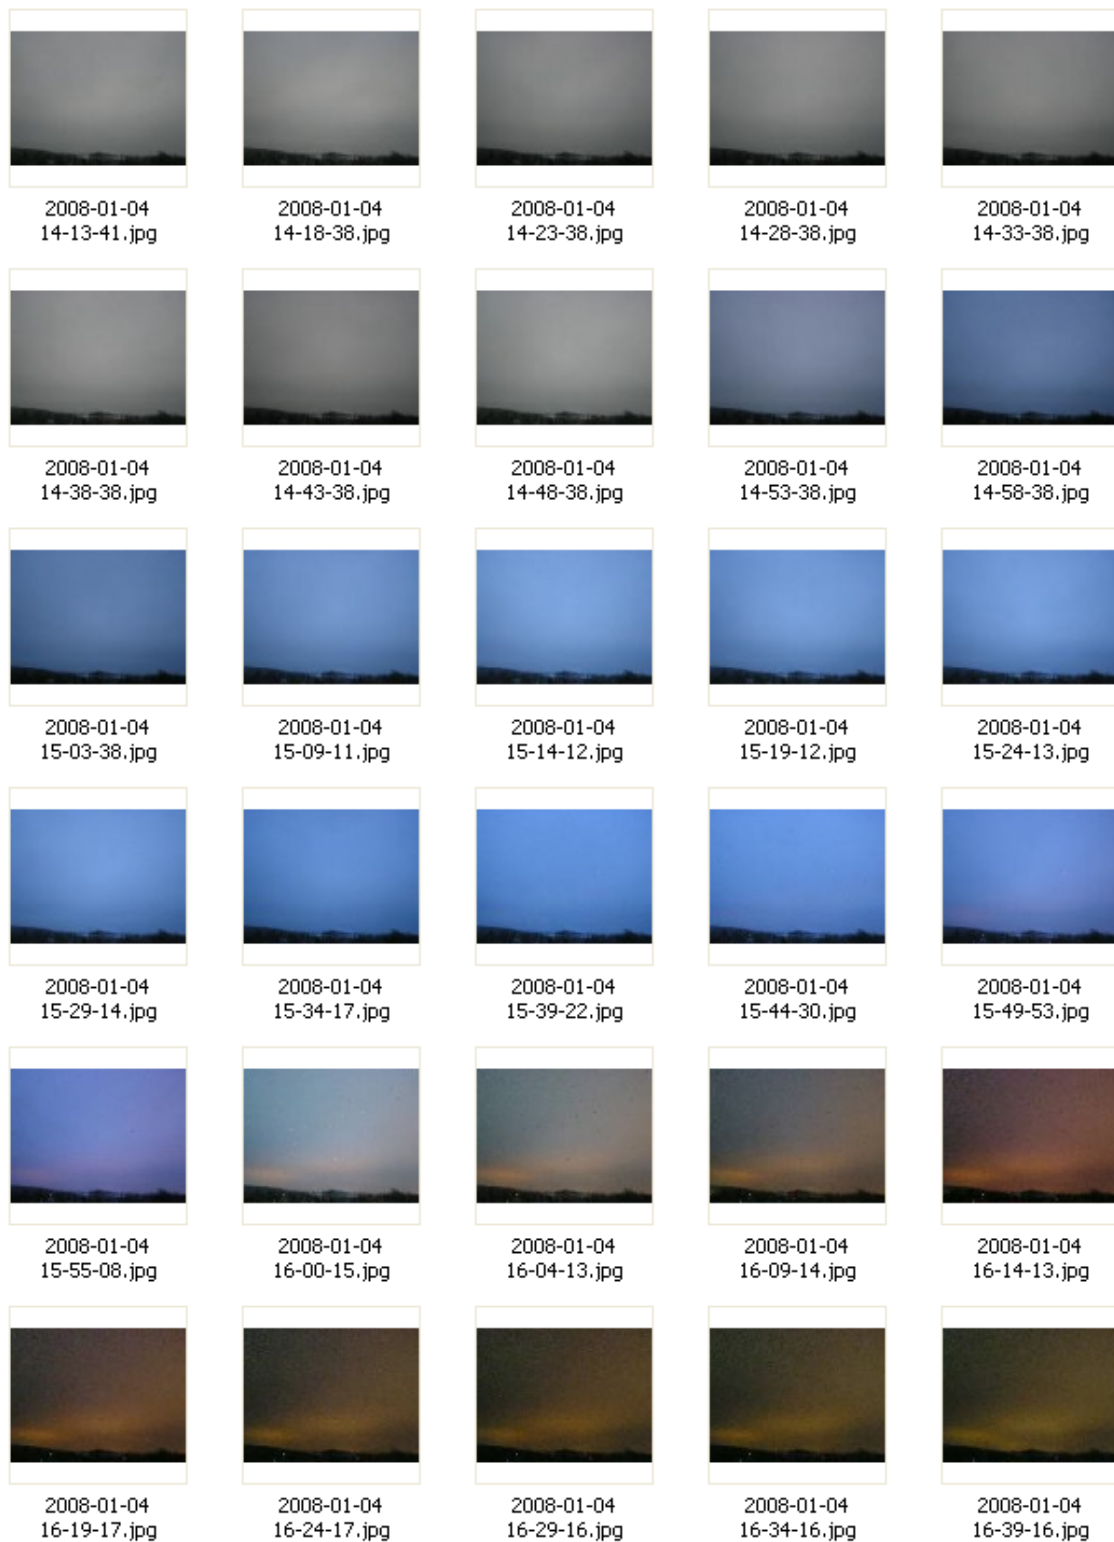 2008-01-04 2008-01-04 2008-01-04 2008-01-04 2008-01-04
14-13-41.jpg 14-18-38.jpg 14-23-38.jpg 14-28-38.jpg 14-33-38.jpg
2008-01-04 2008-01-04 2008-01-04 2008-01-04 2008-01-04
14-38-38.jpg 14-43-38.jpg 14-48-38.jpg 14-53-38.jpg 14-58-38.jpg
2008-01-04 2008-01-04 2008-01-04 2008-01-04 2008-01-04
15-03-38.jpg 15-09-11.jpg 15-14-12.jpg 15-19-12.jpg 15-24-13.jpg
2008-01-04 2008-01-04 2008-01-04 2008-01-04 2008-01-04
15-29-14.jpg 15-34-17.jpg 15-39-22.jpg 15-44-30.jpg 15-49-53.jpg
2008-01-04 2008-01-04 2008-01-04 2008-01-04 2008-01-04
15-55-08.jpg 16-00-15.jpg 16-04-13.jpg 16-09-14.jpg 16-14-13.jpg
2008-01-04 2008-01-04 2008-01-04 2008-01-04 2008-01-04
16-19-17.jpg 16-24-17.jpg 16-29-16.jpg 16-34-16.jpg 16-39-16.jpg